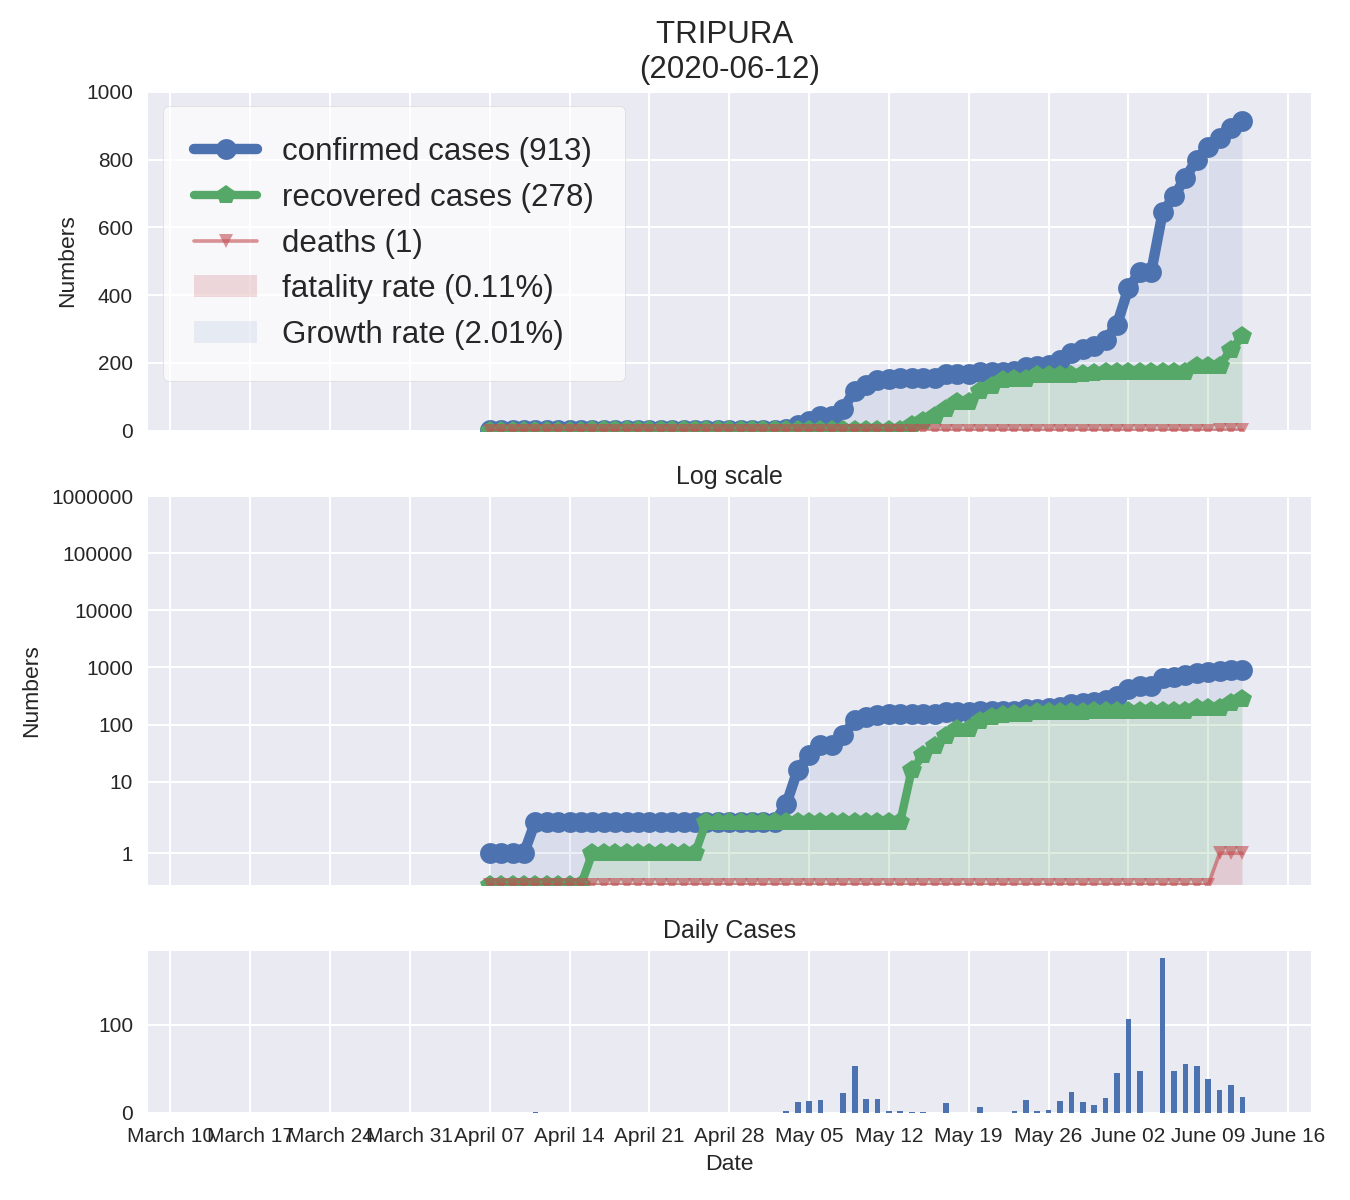 TRIPURA
(2020-06-12)
1000
800
600
400
200
0
Numbers
confirmed cases (913)
recovered cases (278)
deaths (1)
fatality rate (0.11%)
Growth rate (2.01%)
Log scale
1000000
100000
10000
1000
100
10
1
Numbers
Daily Cases
100
0
March 10 March 17 March 24 March 31 April 07 April 14 April 21 April 28 May 05 May 12 May 19 May 26 June 02 June 09 June 16
Date